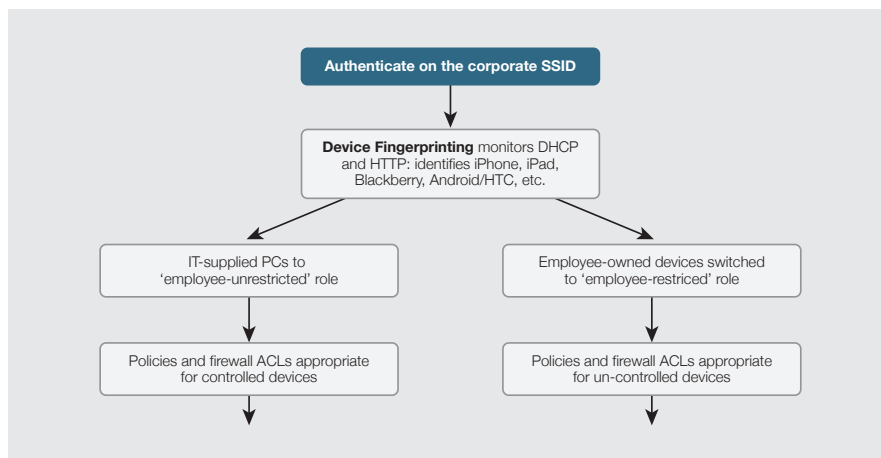 Authenticate on the corporate SSID
Device Fingerprinting monitors DHCP
and HTTP: identifies iPhone, iPad,
Blackberry, Android/HTC, etc.
IT-supplied PCs to
‘employee-unrestricted’ role
Employee-owned devices switched
to ‘employee-restriced’ role
Policies and firewall ACLs appropriate
for controlled devices
Policies and firewall ACLs appropriate
for un-controlled devices